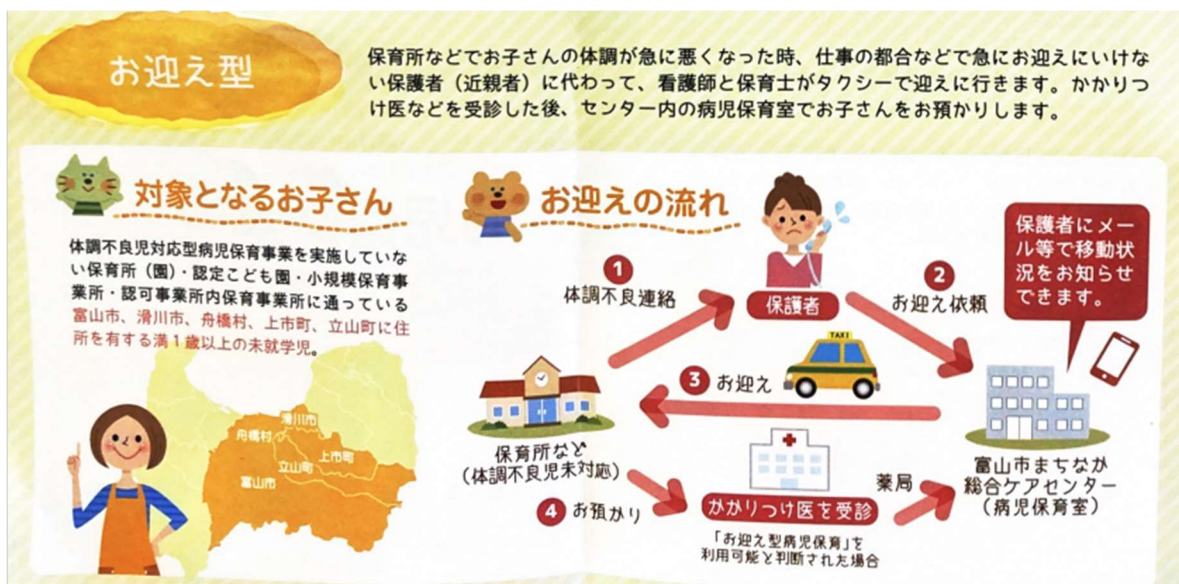 お迎え型
保育所などでお子さんの体調が急に悪くなった時、仕事の都合などで急にお迎えにいけな
い保護者（近親者）に代わって、看護師と保育士がタクシーで迎えに行きます。かかりつ
け医などを受診した後、センター内の病児保育室でお子さんをお預かりします。
対象となるお子さん
体調不良児対応型病児保育事業を実施していな
い保育所（園）・認定こども園・小規模保育事
業所・認可事業所内保育事業所に通っている
富山市、滑川市、舟橋村、上市町、立山町に住
所を有する満１歳以上の未就学児。
滑川市
舟橋村
上市町
立山町
富山市
お迎えの流れ
1
体調不良連絡
保護者
2
お迎え依頼
保護者にメー
ル等で移動状
況をお知らせ
できます。
TAXI
3 お迎え
保育所など
（体調不良児未対応）
富山市まちなか
総合ケアセンター
（病児保育室）
4 お預かり
かかりつけ医を受診
薬局
「お迎え型病児保育」を
利用可能と判断された場合